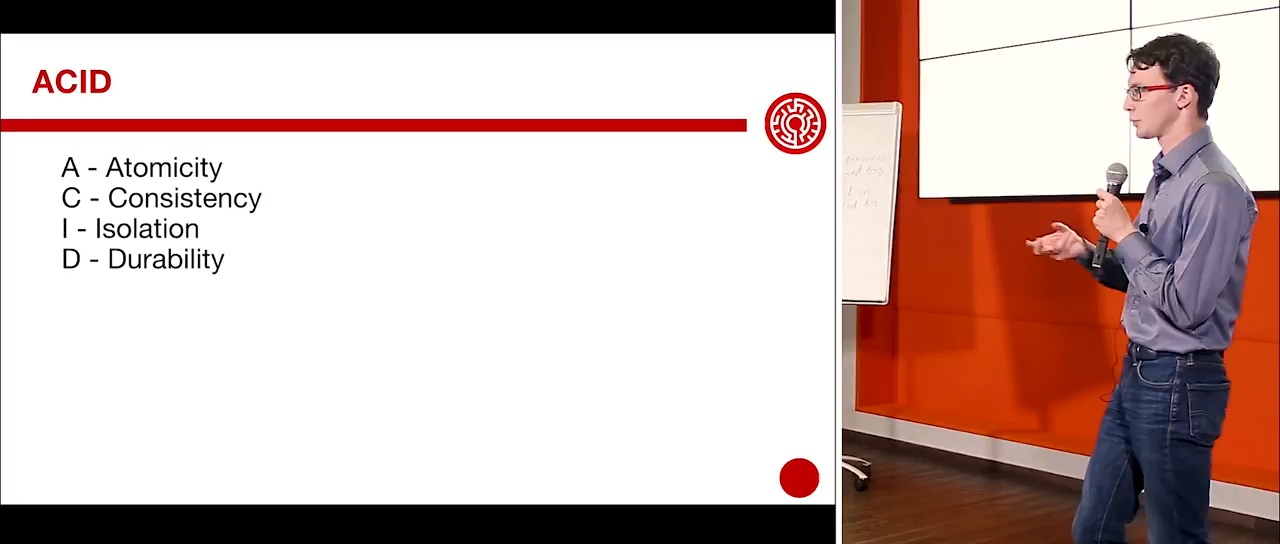 ACID
A - Atomicity
C - Consistency
I - Isolation
D - Durability